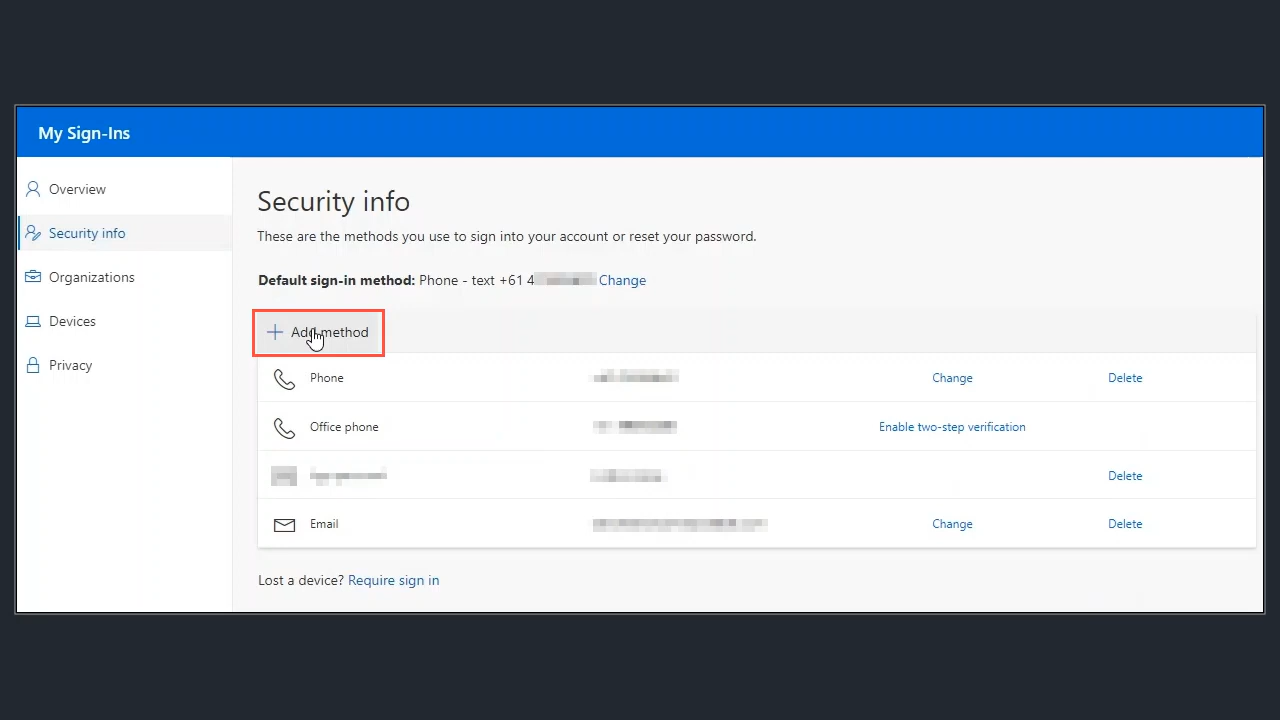 My Sign-Ins
Overview
Security info
Organizations
Devices
Privacy
Security info
These are the methods you use to sign into your account or reset your password.
Default sign-in method: Phone - text +61 4 Change
Add method
Phone Change Delete
Office phone Enable two-step verification
Delete
Email Change Delete
Lost a device? Require sign in